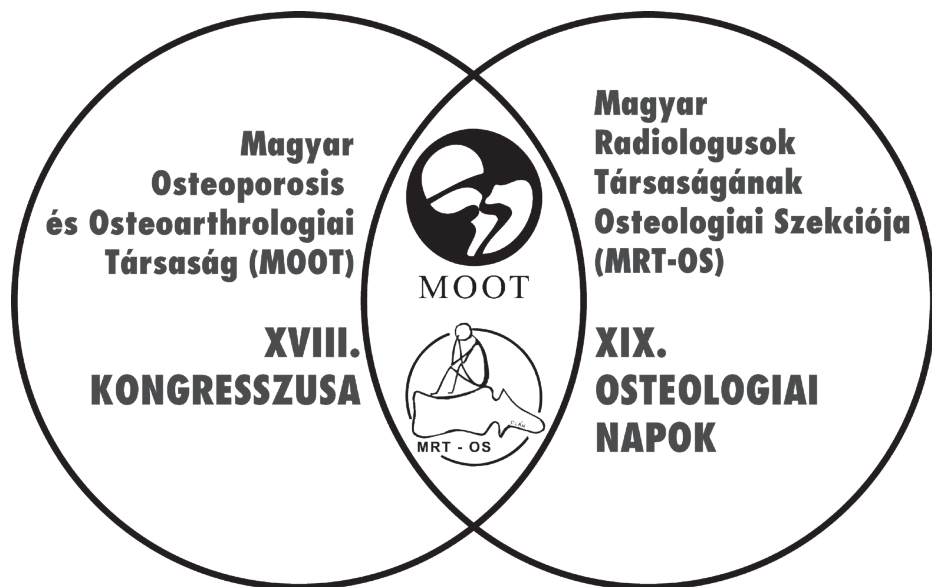 Magyar
Osteoporosis
és Osteoarthrologiai
Társaság (MOOT)
XVIII.
KONGRESSZUSA
MOOT
MRT - OS
Magyar
Radiologusok
Társaságának
Osteologiai Szekciója
(MRT-OS)
XIX.
OSTEOLOGIAI
NAPOK